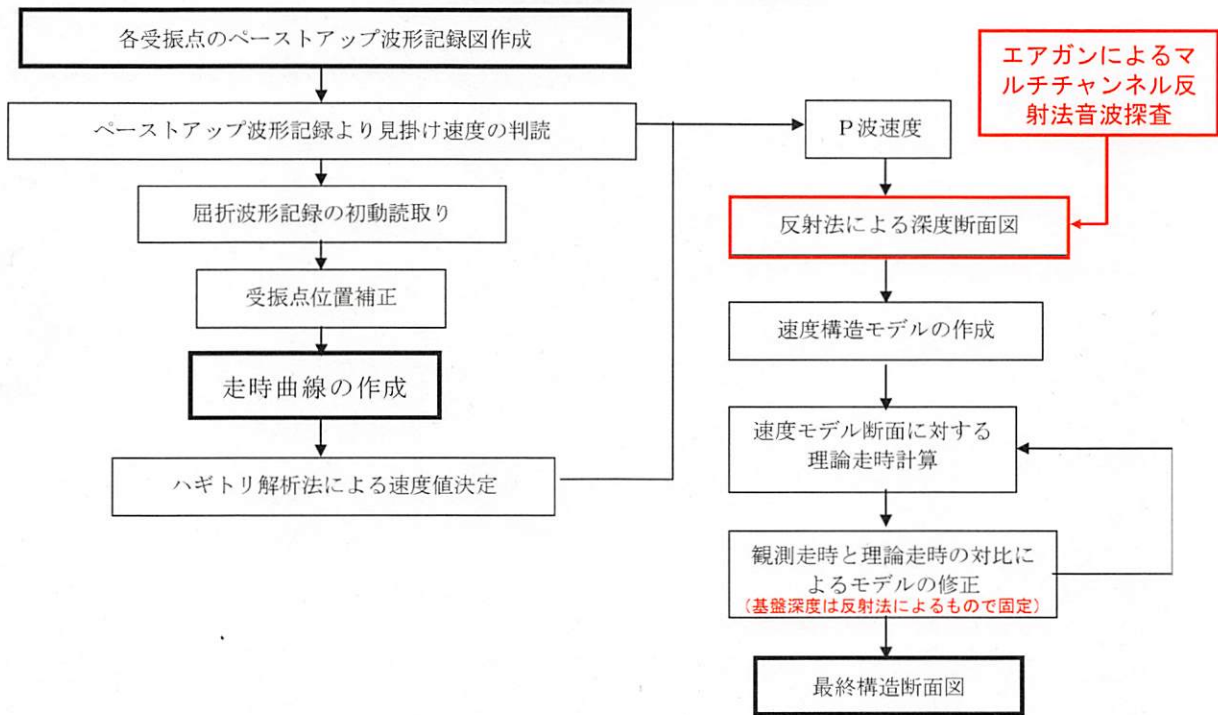 各受振点のペーストアップ波形記録図作成
ペーストアップ波形記録より見掛け速度の判読
屈折波形記録の初動読取り
受振点位置補正
走時曲線の作成
ハギトリ解析法による速度値決定
P波速度
エアガンによるマ
ルチチャンネル反
射法音波探査
反射法による深度断面図
速度構造モデルの作成
速度モデル断面に対する
理論走時計算
観測走時と理論走時の対比に
よるモデルの修正
(基盤深度は反射法によるもので固定)
最終構造断面図